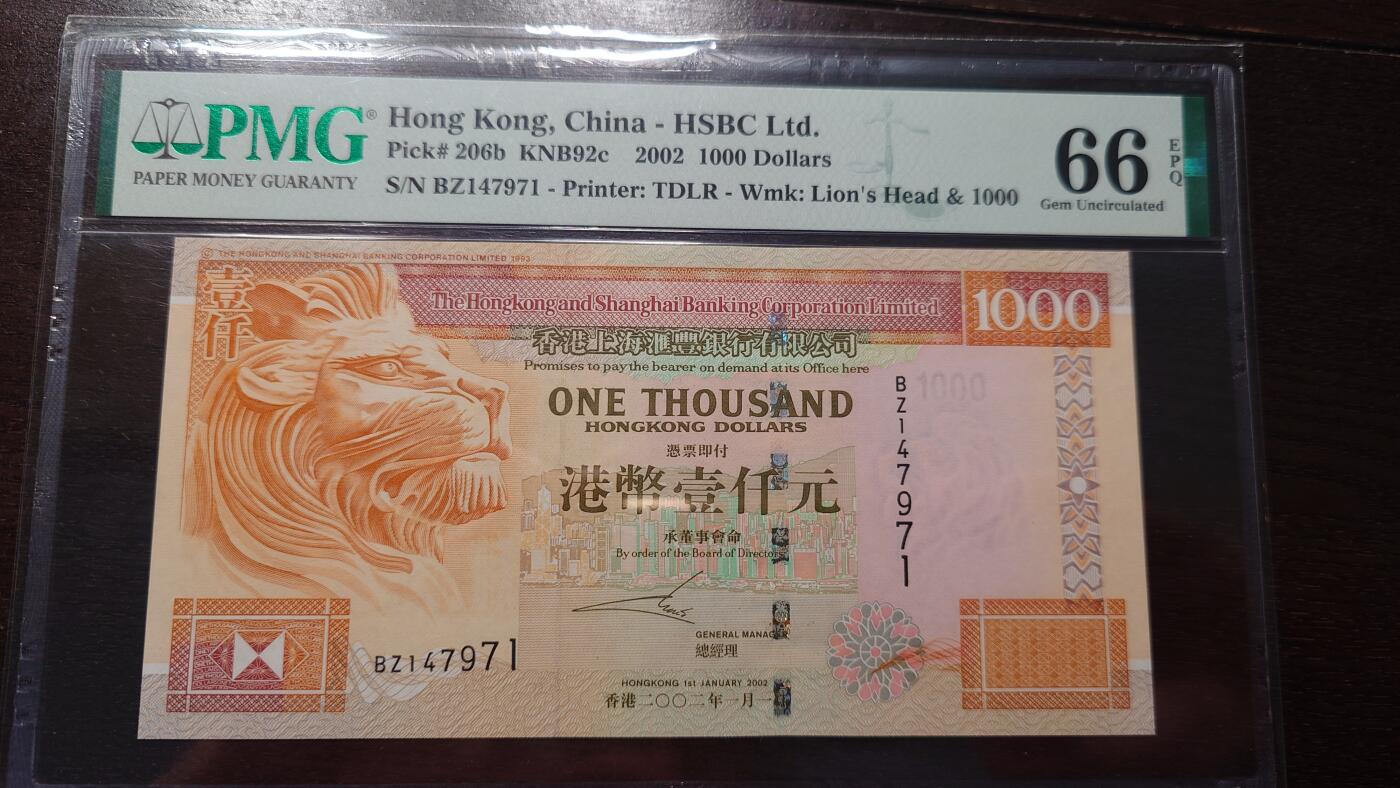 PMG®
PAPER MONEY GUARANTY
Hong Kong, China - HSBC Ltd.
Pick# 206b KNB92c 2002 1000 Dollars
S/N BZ147971 - Printer: TDLR - Wmk: Lion's Head & 1000
66
EPQ
Gem Uncirculated
© THE HONGKONG AND SHANGHAI BANKING CORPORATION LIMITED 1993
壹仟
The Hongkong and Shanghai Banking Corporation Limited
1000
香港上海滙豐銀行有限公司
Promises to pay the bearer on demand at its Office here
ONE THOUSAND
HONGKONG DOLLARS
BZ147971
1000
憑票即付
港幣壹仟元
承董事會命
By order of the Board of Directors
GENERAL MANAGER
總經理
BZ147971
HONGKONG 1st JANUARY 2002
香港二〇〇二年一月一日